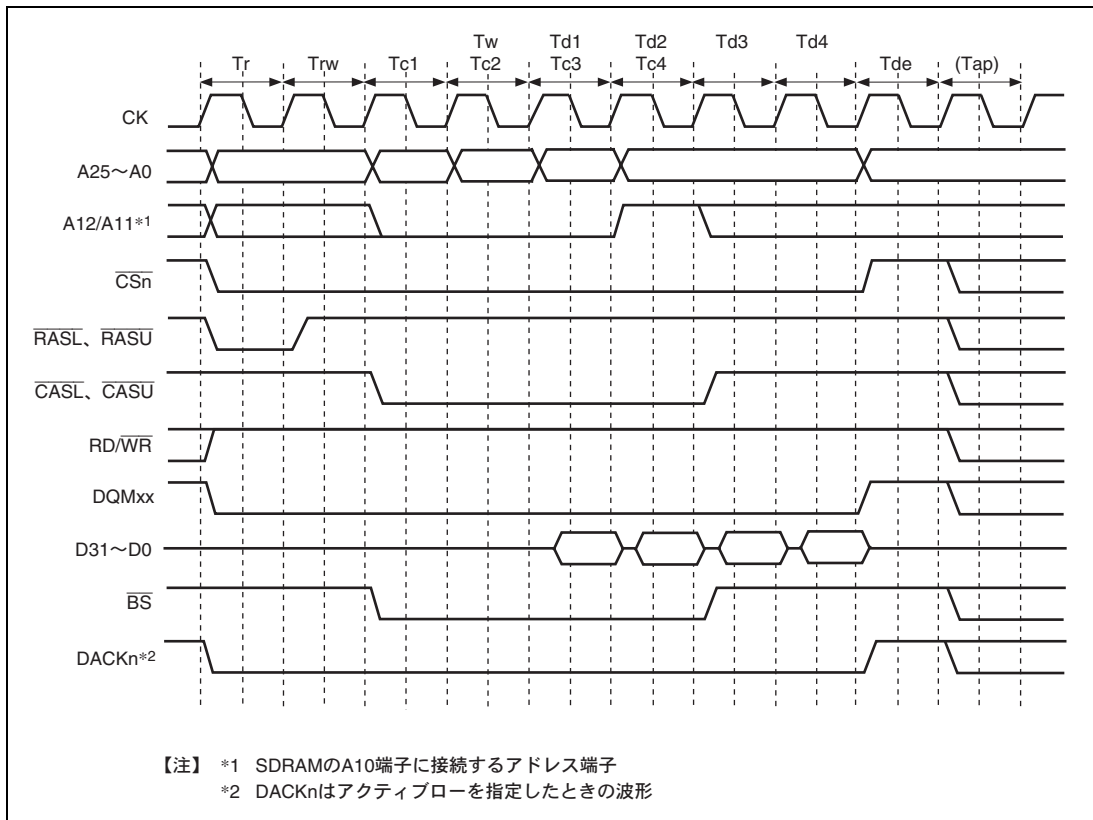 Tw Td1 Td2 Td3 Td4
Tr Trw Tc1 Tc2 Tc3 Tc4 Tde (Tap)
CK
A25～A0
A12/A11*1
CSn
RASL、RASU
CASL、CASU
RD/WR
DQMxx
D31～D0
BS
DACKn*2
【注】 *1 SDRAMのA10端子に接続するアドレス端子
*2 DACKnはアクティブローを指定したときの波形